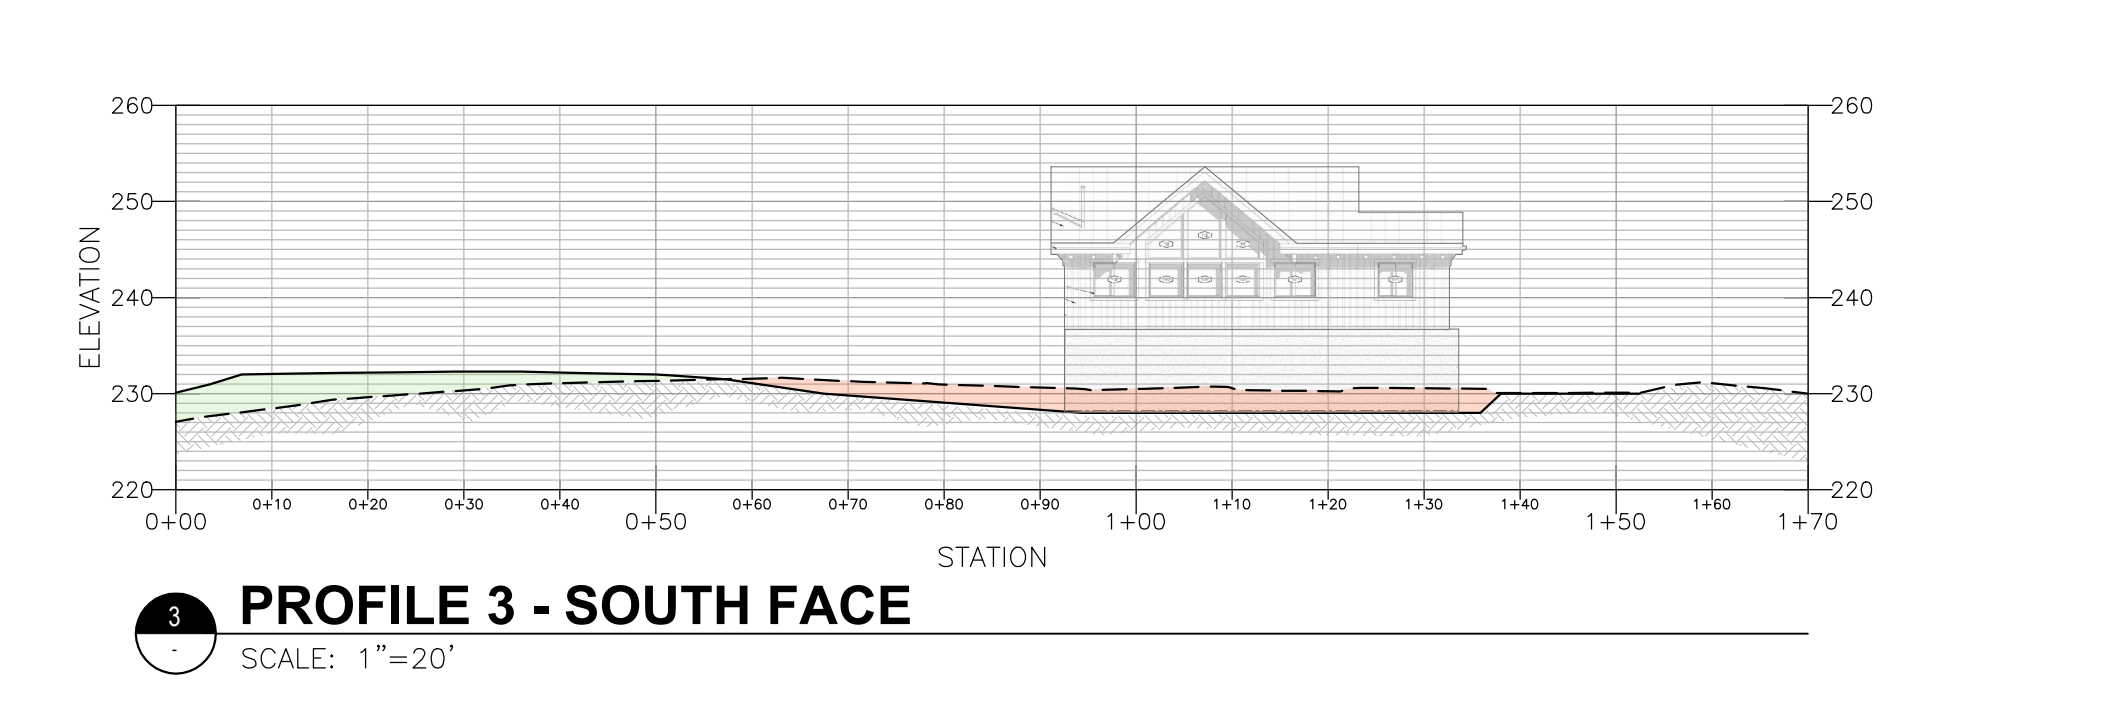 260 260
250 250
240 240
230 230
220 220
ELEVATION
0+10 0+20 0+30 0+40 0+60 0+70 0+80 0+90 1+10 1+20 1+30 1+40 1+60
0+00 0+50 1+00 1+50 1+70
STATION
3
-
PROFILE 3 - SOUTH FACE
SCALE: 1"=20'